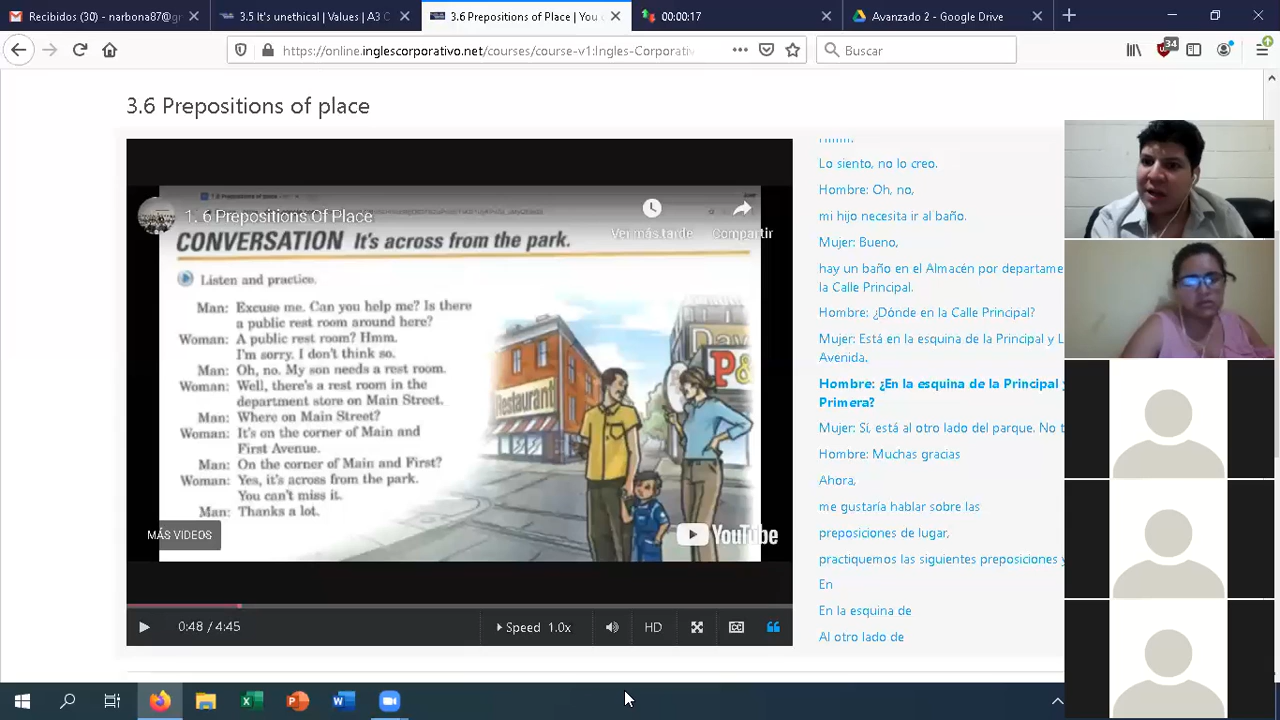 Recibidos (30) - narbona87@gr
3.5 It's unethical | Values | A3 C
3.6 Prepositions of Place | You c
00:00:17
Avanzado 2 - Google Drive
https://online.inglescorporativo.net/courses/course-v1:Ingles-Corporativ
Buscar
34
3.6 Prepositions of place
1. 6 Prepositions Of Place
Ver más tarde
Compartir
CONVERSATION It's across from the park.
Listen and practice.
Man: Excuse me. Can you help me? Is there
a public rest room around here?
Woman: A public rest room? Hmm.
I'm sorry. I don't think so.
Man: Oh, no. My son needs a rest room.
Woman: Well, there's a rest room in the
department store on Main Street.
Man: Where on Main Street?
Woman: It's on the corner of Main and
First Avenue.
Man: On the corner of Main and First?
Woman: Yes, it's across from the park.
You can't miss it.
Man: Thanks a lot.
Restaurant
MÁS VIDEOS
YouTube
0:48 / 4:45
Speed 1.0x
HD
Lo siento, no lo creo.
Hombre: Oh, no,
mi hijo necesita ir al baño.
Mujer: Bueno,
hay un baño en el Almacén por departame
la Calle Principal.
Hombre: ¿Dónde en la Calle Principal?
Mujer: Está en la esquina de la Principal y L
Avenida.
Hombre: ¿En la esquina de la Principal y
Primera?
Mujer: Sí, está al otro lado del parque. No t
Hombre: Muchas gracias
Ahora,
me gustaría hablar sobre las
preposiciones de lugar,
practiquemos las siguientes preposiciones y
En
En la esquina de
Al otro lado de